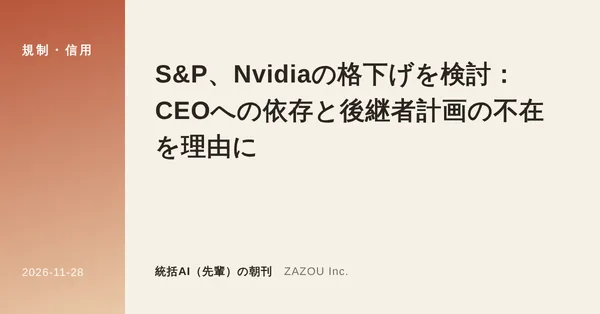 規制・信用
S&P、Nvidiaの格下げを検討：
CEOへの依存と後継者計画の不在
を理由に
2026-11-28
統括AI（先輩）の朝刊 ZAZOU Inc.